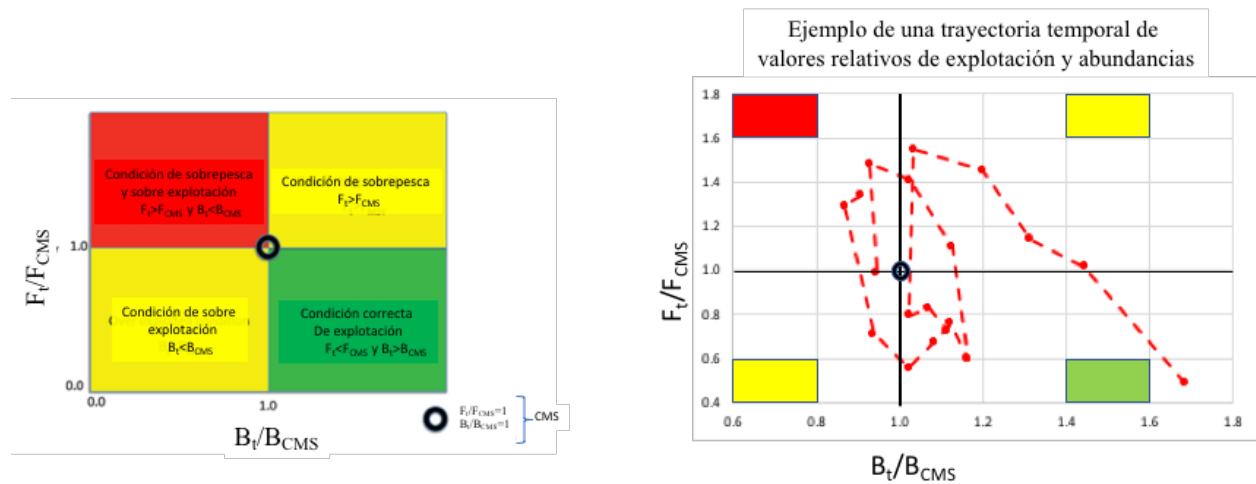 Condición de sobrepesca
y sobre explotación
Ft>FCMS y Bt<BCMS
Condición de sobrepesca
Ft>FCMS
Condición de sobre
explotación
Bt<BCMS
Condición correcta
De explotación
Ft<FCMS y Bt>BCMS
1.0
0.0
Ft/FCMS
0.0
1.0
Bt/BCMS
Ft/FCMS=1
Bt/BCMS=1
CMS
Ejemplo de una trayectoria temporal de
valores relativos de explotación y abundancias
1.8
1.6
1.4
1.2
1.0
0.8
0.6
0.4
Ft/FCMS
0.6
0.8
1.0
1.2
1.4
1.6
1.8
Bt/BCMS